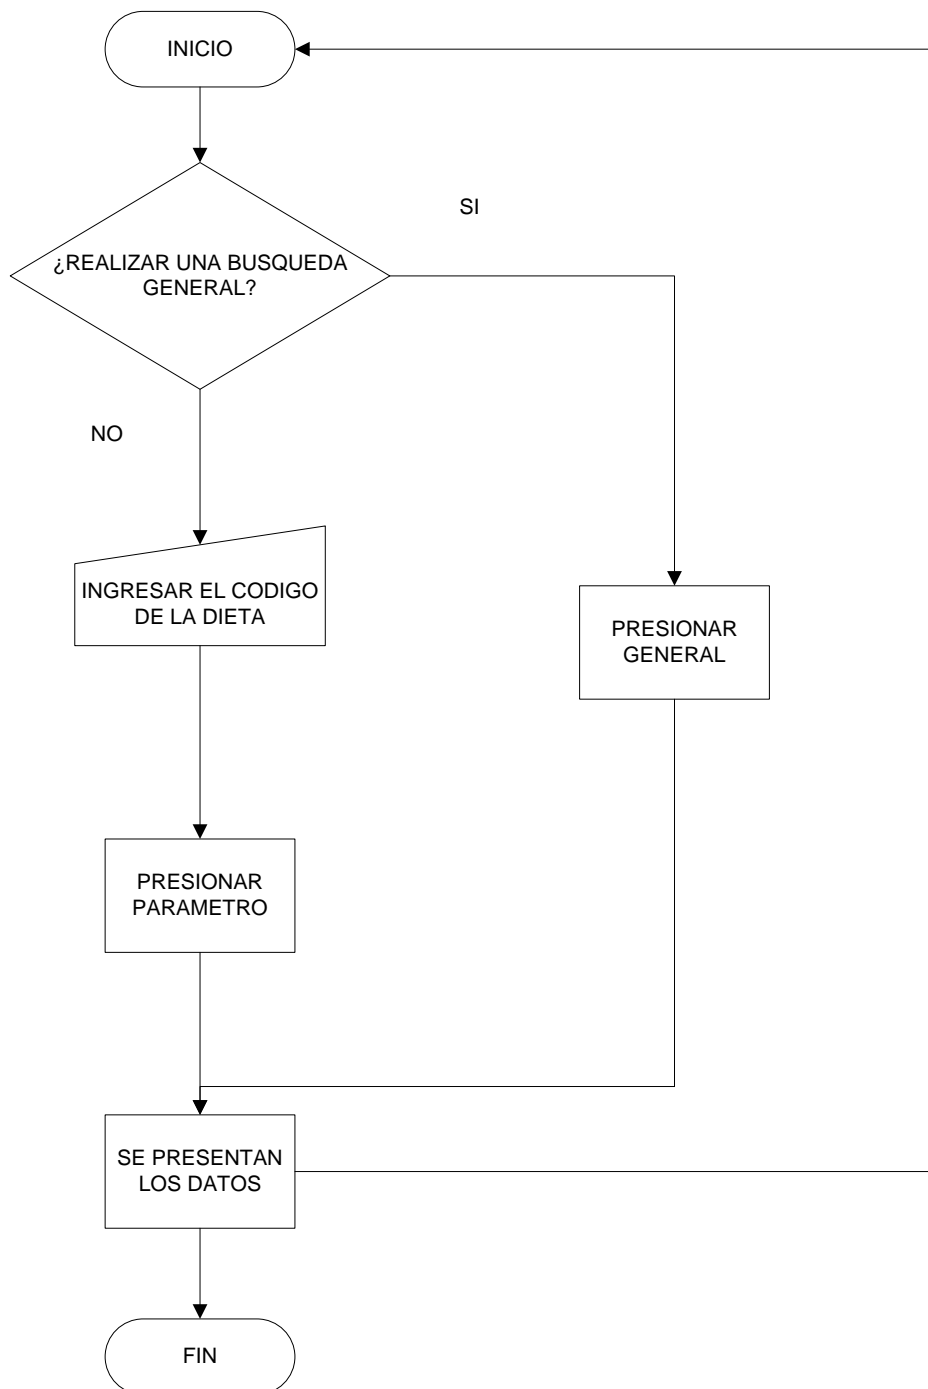 INICIO
SI
¿REALIZAR UNA BUSQUEDA
GENERAL?
NO
INGRESAR EL CODIGO
DE LA DIETA
PRESIONAR
GENERAL
PRESIONAR
PARAMETRO
SE PRESENTAN
LOS DATOS
FIN